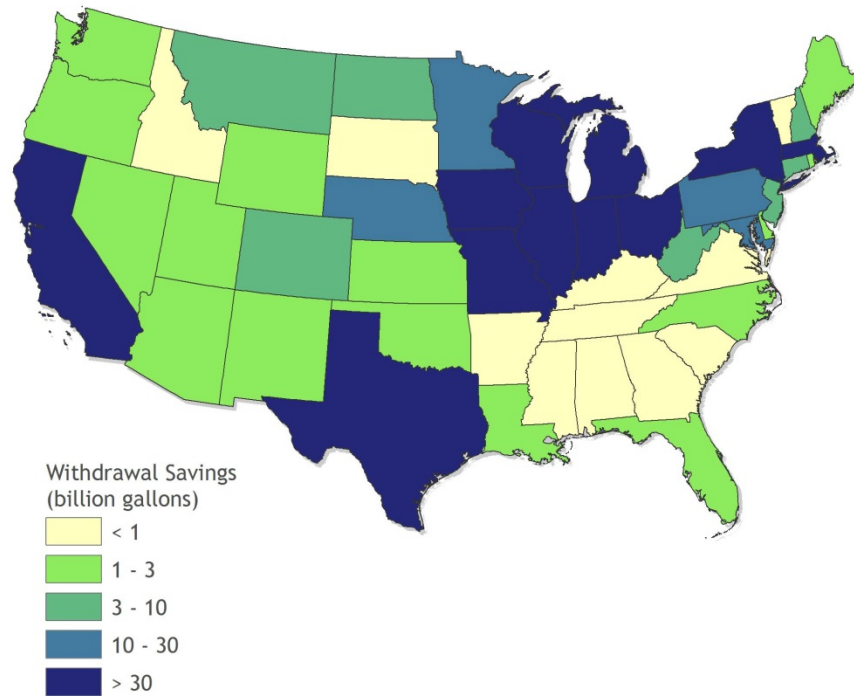 Withdrawal Savings
(billion gallons)
< 1
1 - 3
3 - 10
10 - 30
> 30